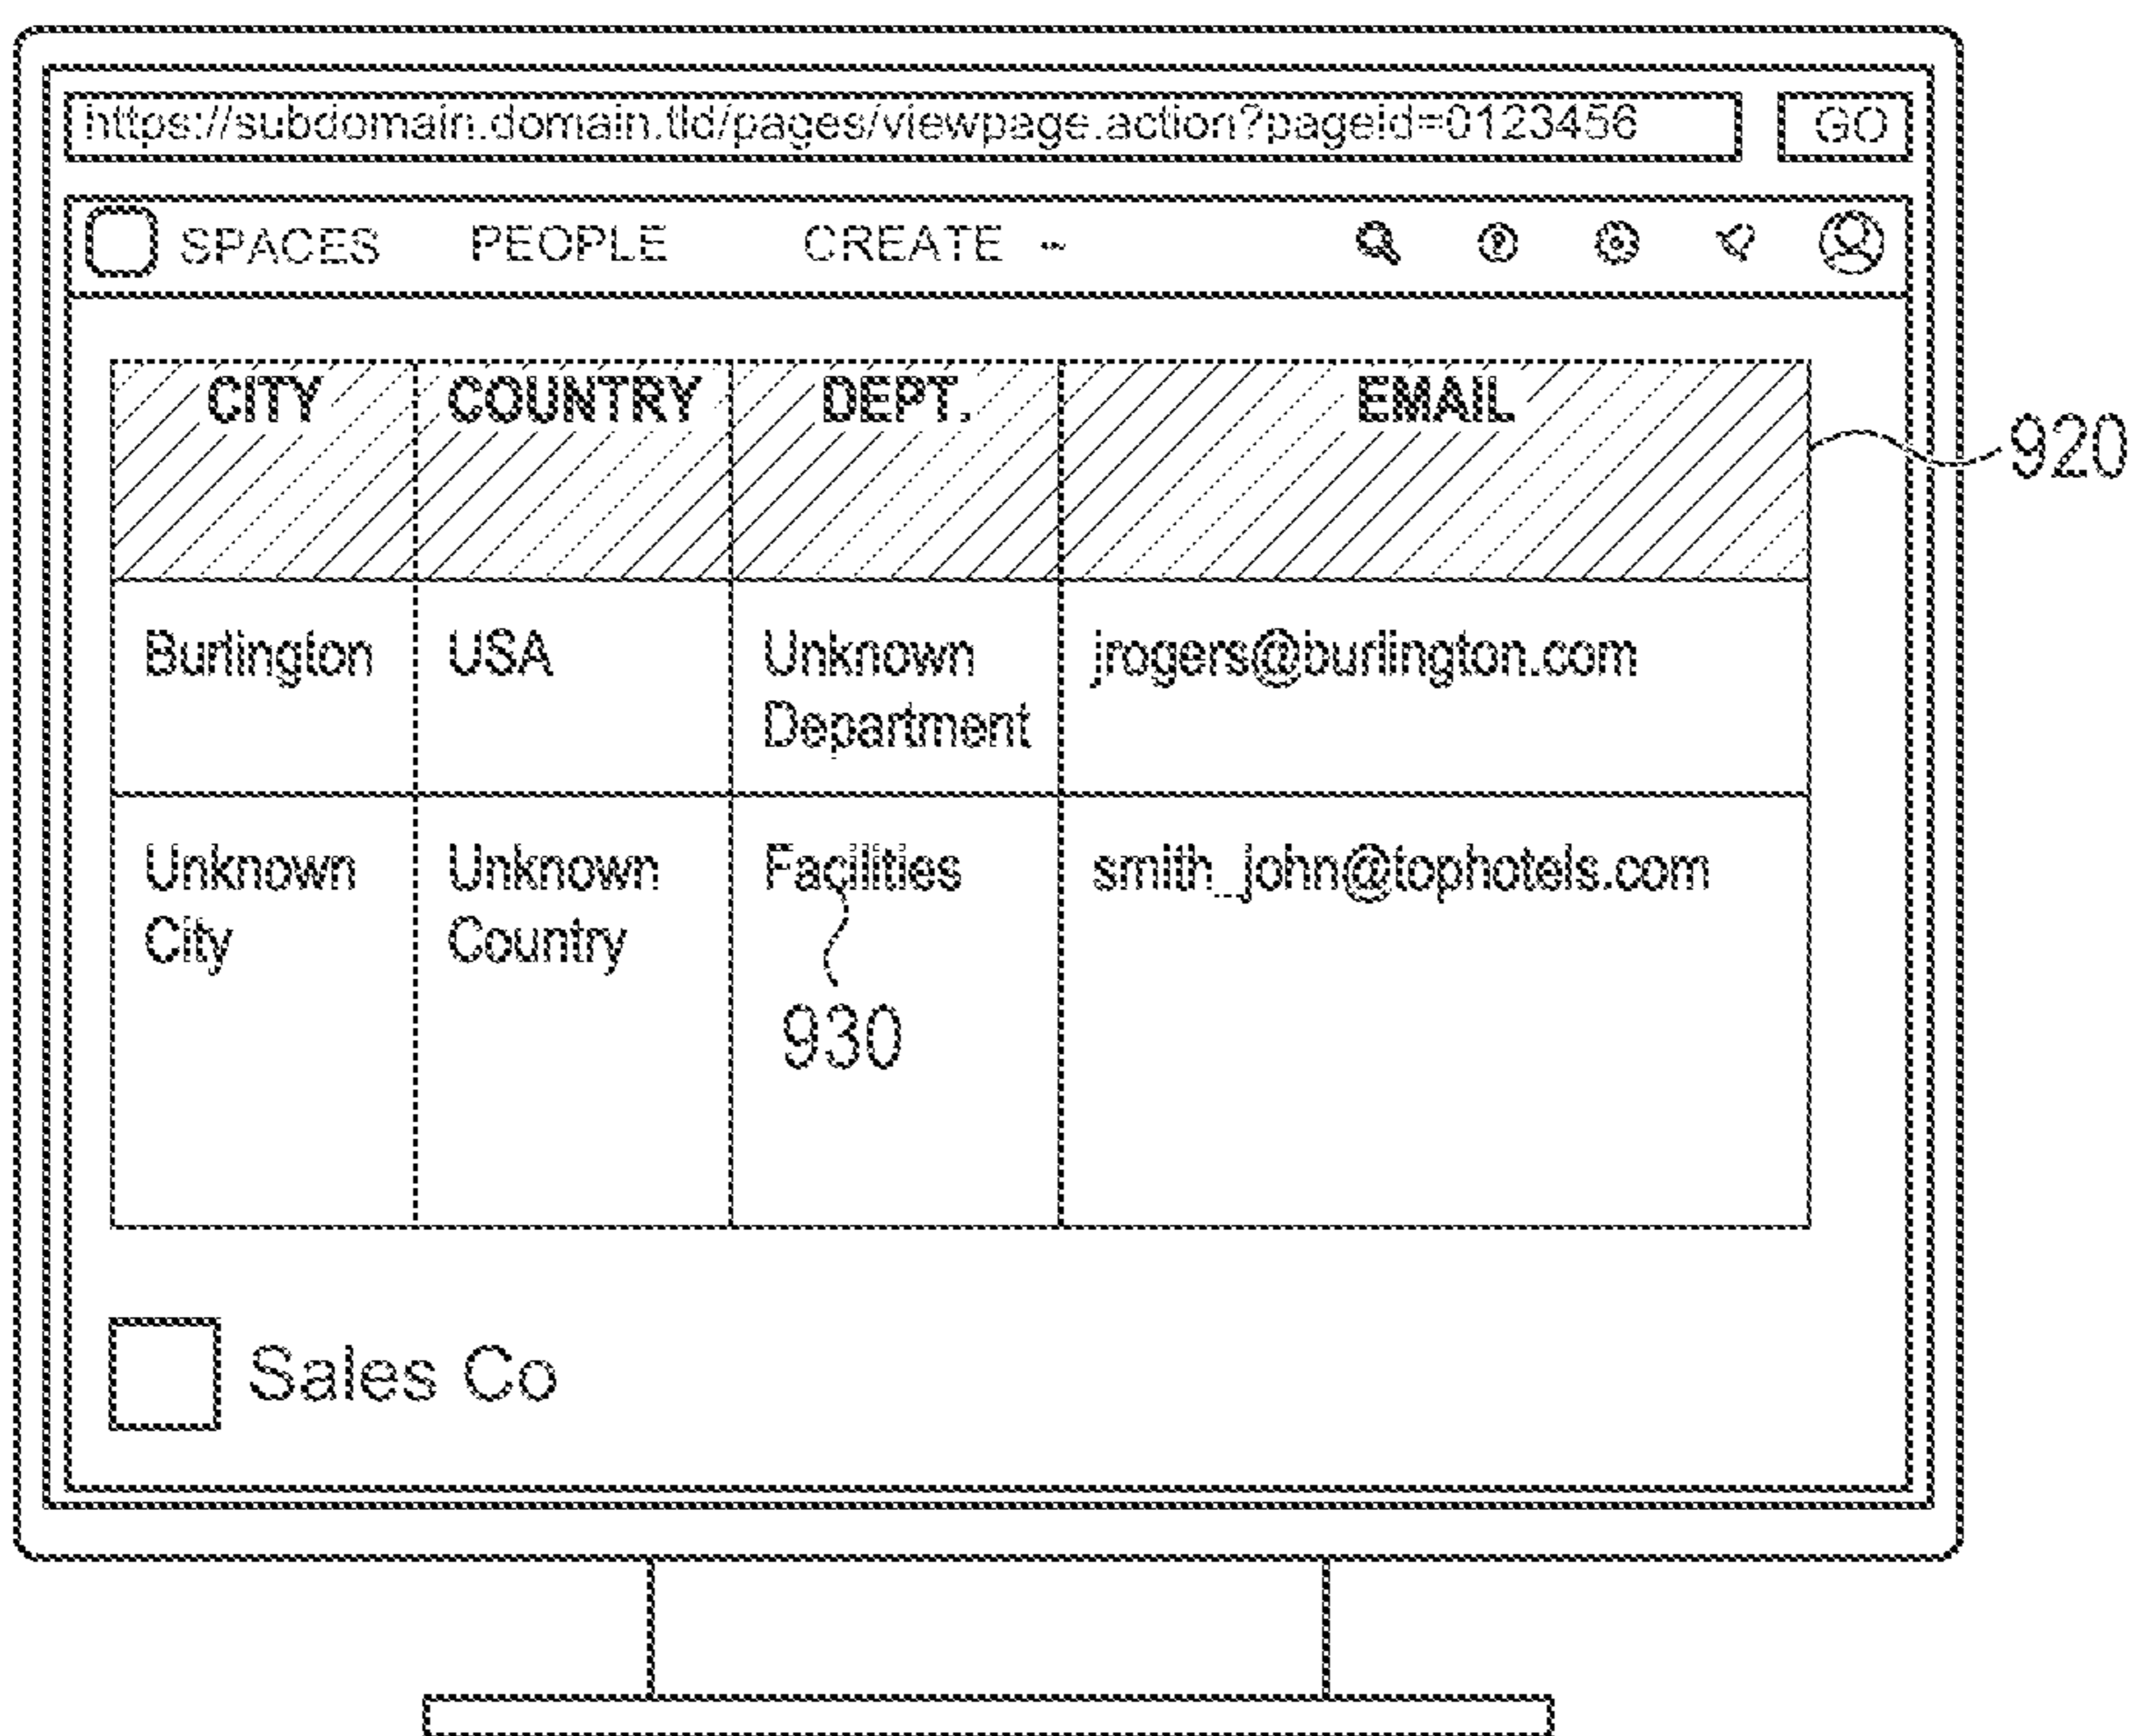 https://subdomain.domain.tld/pages/viewpage.action?pageid=0123456 GO
SPACES PEOPLE CREATE
CITY COUNTRY DEPT. EMAIL
920
Burlington USA Unknown jrogers@burlington.com
Department
Unknown Unknown Facilities smith_john@tophotels.com
City Country
930
Sales Co